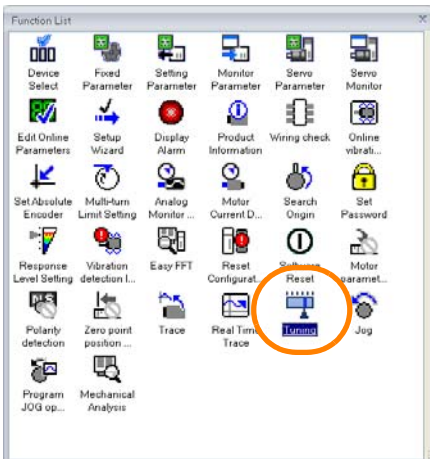 Function List
Device Select
Fixed Parameter
Setting Parameter
Monitor Parameter
Servo Parameter
Servo Monitor
Edit Online Parameters
Setup Wizard
Display Alarm
Product Information
Wiring check
Online vibrati...
Set Absolute Encoder
Multi-turn Limit Setting
Analog Monitor ...
Motor Current D...
Search Origin
Set Password
Response Level Setting
Vibration detection l...
Easy FFT
Reset Configurat...
Software Reset
Motor paramet...
Polarity detection
Zero point position ...
Trace
Real Time Trace
Tuning
Jog
Program JOG op...
Mechanical Analysis